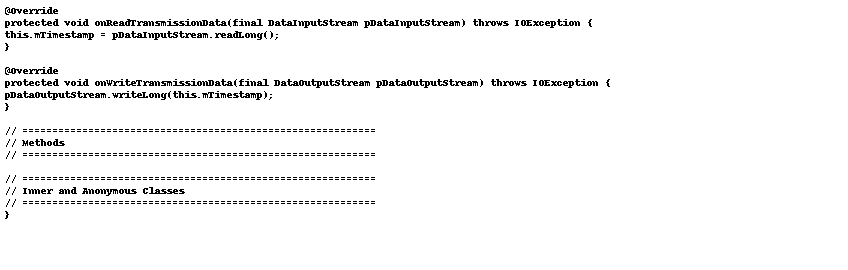 @Override
protected void onReadTransmissionData(final DataInputStream pDataInputStream) throws IOException {
this.mTimestamp = pDataInputStream.readLong();
}

@Override
protected void onWriteTransmissionData(final DataOutputStream pDataOutputStream) throws IOException {
pDataOutputStream.writeLong(this.mTimestamp);
}

// ===========================================================
// Methods
// ===========================================================

// ===========================================================
// Inner and Anonymous Classes
// ===========================================================
}